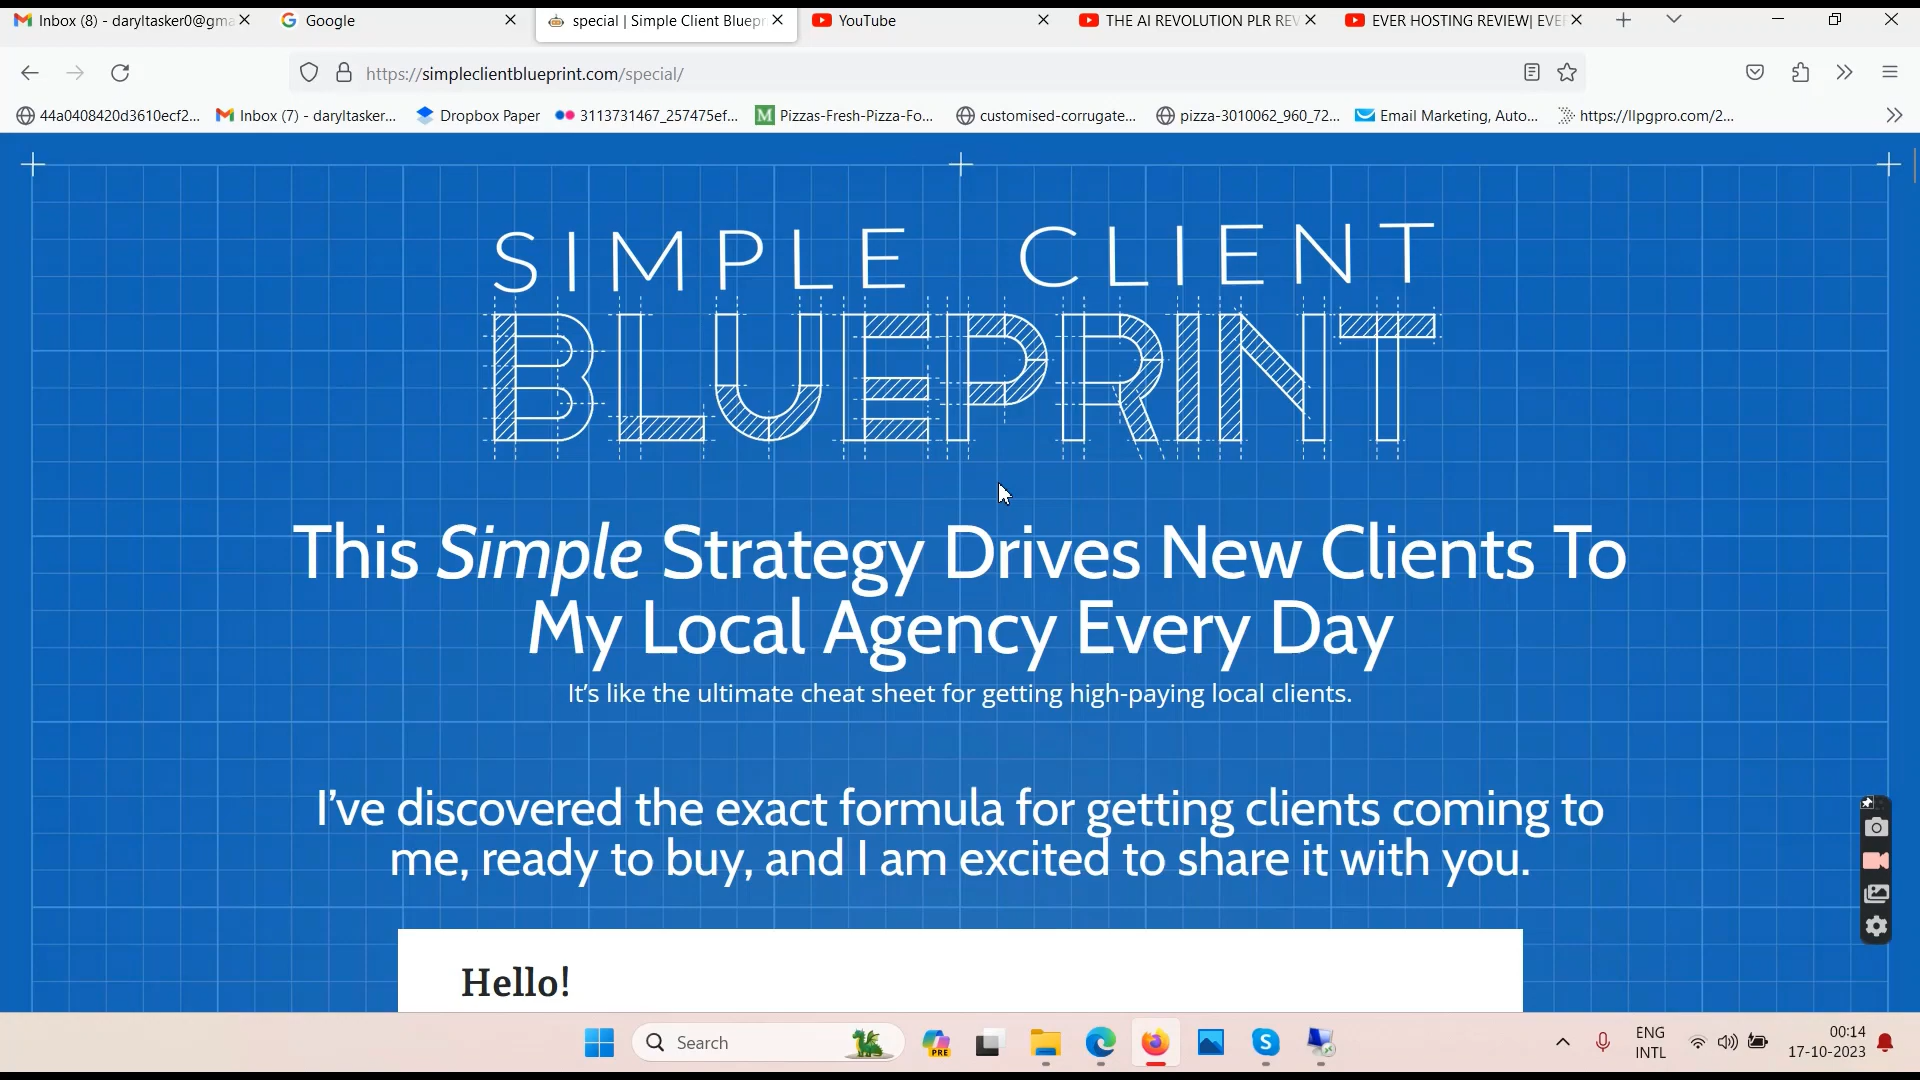 Inbox (8) - daryltasker0@gma
Google
special | Simple Client Bluepr
YouTube
THE AI REVOLUTION PLR REV
EVER HOSTING REVIEW| EVE
https://simpleclientblueprint.com/special/
44a0408420d3610ecf2...
Inbox (7) - daryltasker...
Dropbox Paper
3113731467_257475ef...
M
Pizzas-Fresh-Pizza-Fo...
customised-corrugate...
pizza-3010062_960_72...
Email Marketing, Auto...
https://llpgpro.com/2...
SIMPLE CLIENT
BLUEPRINT
This Simple Strategy Drives New Clients To
My Local Agency Every Day
It's like the ultimate cheat sheet for getting high-paying local clients.
I've discovered the exact formula for getting clients coming to
me, ready to buy, and I am excited to share it with you.
Hello!
Search
PRE
S
ENG
INTL
00:14
17-10-2023